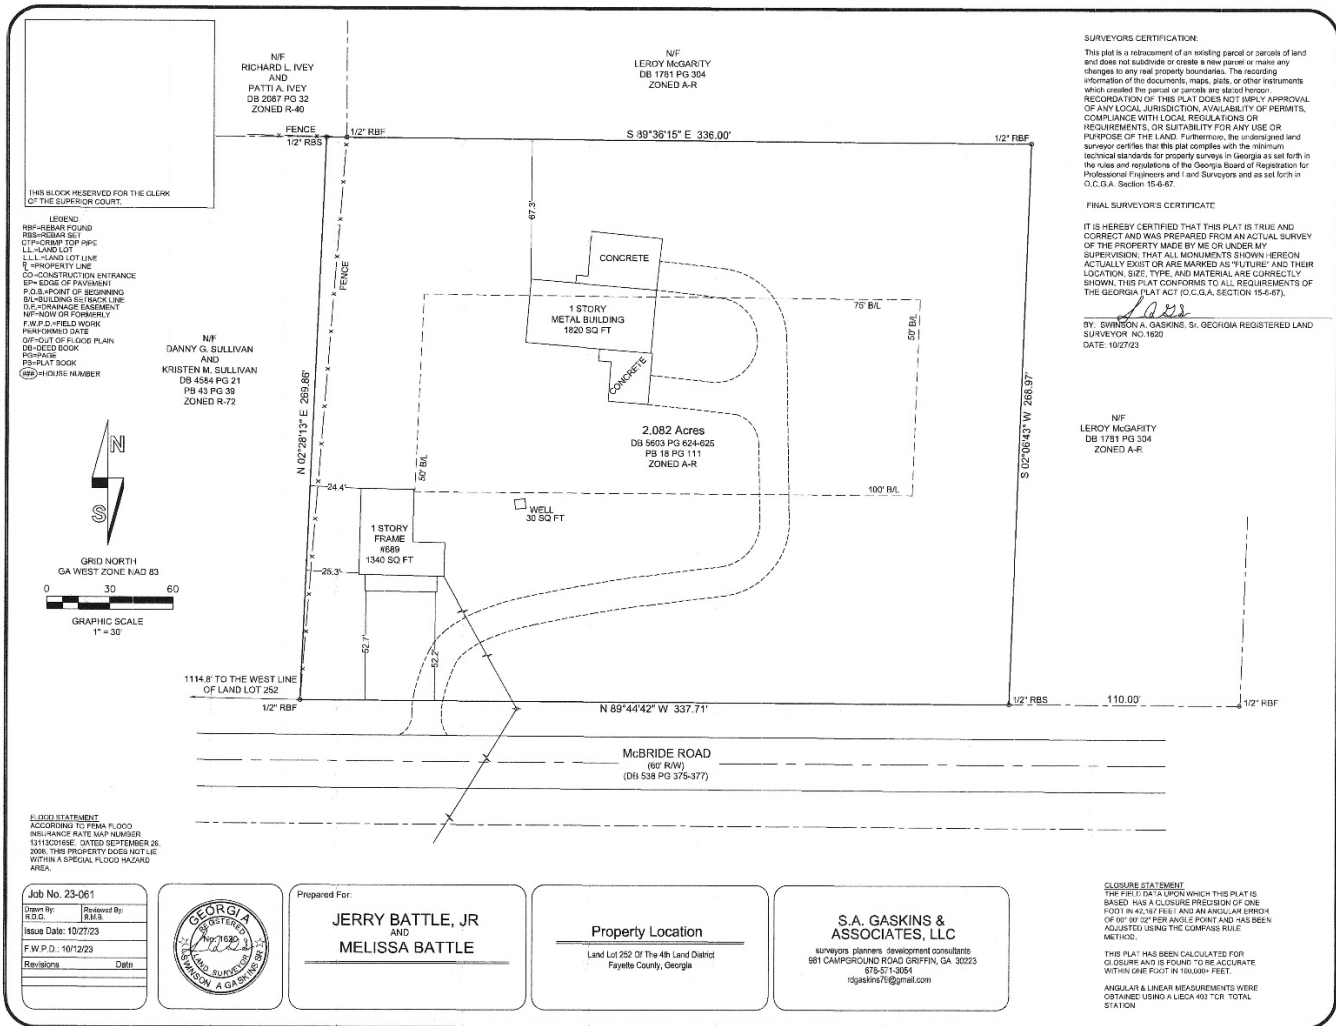 THIS BLOCK RESERVED FOR THE CLERK
OF THE SUPERIOR COURT.
LEGEND
RBF=REBAR FOUND
RBS=REBAR SET
CTP=CRIMP TOP PIPE
L.L.=LAND LOT
L.L.L.=LAND LOT LINE
=PROPERTY LINE
CO=CONSTRUCTION ENTRANCE
EP=EDGE OF PAVEMENT
P.O.B.=POINT OF BEGINNING
B/L=BUILDING SETBACK LINE
D.E.=DRAINAGE EASEMENT
N/F=NOW OR FORMERLY
F.W.P.D.=FIELD WORK
PERFORMED DATE
O/F=OUT OF FLOOD PLAIN
DB=DEED BOOK
PG=PAGE
PB=PLAT BOOK
###=HOUSE NUMBER
N/F
RICHARD L. IVEY
AND
PATTI A. IVEY
DB 2087 PG 32
ZONED R-40
N/F
LEROY McGARITY
DB 1781 PG 304
ZONED A-R
FENCE
1/2" RBS
1/2" RBF
S 89°36'15" E 336.00'
1/2" RBF
67.3'
CONCRETE
1 STORY
METAL BUILDING
1820 SQ FT
CONCRETE
75' B/L
50' B/L
FENCE
N/F
DANNY G. SULLIVAN
AND
KRISTEN M. SULLIVAN
DB 4584 PG 21
PB 43 PG 39
ZONED R-72
N 02°28'13" E 269.86'
2.082 Acres
DB 5603 PG 624-625
PB 18 PG 111
ZONED A-R
S 02°06'43" W 268.97'
50' B/L
100' B/L
24.4'
WELL
30 SQ FT
1 STORY
FRAME
#689
1340 SQ FT
25.3'
52.7'
52.2'
N
S
GRID NORTH
GA WEST ZONE NAD 83
0 30 60
GRAPHIC SCALE
1" = 30'
1114.8' TO THE WEST LINE
OF LAND LOT 252
1/2" RBF
N 89°44'42" W 337.71'
1/2" RBS
110.00'
1/2" RBF
McBRIDE ROAD
(60' R/W)
(DB 538 PG 375-377)
SURVEYORS CERTIFICATION:
This plat is a retracement of an existing parcel or parcels of land
and does not subdivide or create a new parcel or make any
changes to any real property boundaries. The recording
information of the documents, maps, plats, or other instruments
which created the parcel or parcels are stated hereon.
RECORDATION OF THIS PLAT DOES NOT IMPLY APPROVAL
OF ANY LOCAL JURISDICTION, AVAILABILITY OF PERMITS,
COMPLIANCE WITH LOCAL REGULATIONS OR
REQUIREMENTS, OR SUITABILITY FOR ANY USE OR
PURPOSE OF THE LAND. Furthermore, the undersigned land
surveyor certifies that this plat complies with the minimum
technical standards for property surveys in Georgia as set forth in
the rules and regulations of the Georgia Board of Registration for
Professional Engineers and Land Surveyors and as set forth in
O.C.G.A. Section 15-6-67.
FINAL SURVEYOR'S CERTIFICATE
IT IS HEREBY CERTIFIED THAT THIS PLAT IS TRUE AND
CORRECT AND WAS PREPARED FROM AN ACTUAL SURVEY
OF THE PROPERTY MADE BY ME OR UNDER MY
SUPERVISION; THAT ALL MONUMENTS SHOWN HEREON
ACTUALLY EXIST OR ARE MARKED AS "FUTURE" AND THEIR
LOCATION, SIZE, TYPE, AND MATERIAL ARE CORRECTLY
SHOWN. THIS PLAT CONFORMS TO ALL REQUIREMENTS OF
THE GEORGIA PLAT ACT (O.C.G.A. SECTION 15-6-67).
BY: SWINSON A. GASKINS, Sr. GEORGIA REGISTERED LAND
SURVEYOR NO.1620
DATE: 10/27/23
N/F
LEROY McGARITY
DB 1781 PG 304
ZONED A-R
FLOOD STATEMENT
ACCORDING TO FEMA FLOOD
INSURANCE RATE MAP NUMBER
13113C0165E. DATED SEPTEMBER 26,
2008, THIS PROPERTY DOES NOT LIE
WITHIN A SPECIAL FLOOD HAZARD
AREA.
Job No. 23-061
Drawn By: Reviewed By:
R.D.G. R.M.B.
Issue Date: 10/27/23
F.W.P.D.: 10/12/23
Revisions Date
GEORGIA
REGISTERED
No. 1620
LAND SURVEYOR
SWINSON A GASKINS SR
Prepared For:
JERRY BATTLE, JR
AND
MELISSA BATTLE
Property Location
Land Lot 252 Of The 4th Land District
Fayette County, Georgia
S.A. GASKINS &
ASSOCIATES, LLC
surveyors planners development consultants
981 CAMPGROUND ROAD GRIFFIN, GA 30223
678-571-3054
rdgaskins79@gmail.com
CLOSURE STATEMENT
THE FIELD DATA UPON WHICH THIS PLAT IS
BASED HAS A CLOSURE PRECISION OF ONE
FOOT IN 42,167 FEET AND AN ANGULAR ERROR
OF 00° 00' 02" PER ANGLE POINT AND HAS BEEN
ADJUSTED USING THE COMPASS RULE
METHOD.
THIS PLAT HAS BEEN CALCULATED FOR
CLOSURE AND IS FOUND TO BE ACCURATE
WITHIN ONE FOOT IN 100,000+ FEET.
ANGULAR & LINEAR MEASUREMENTS WERE
OBTAINED USING A LIECA 403 TCR TOTAL
STATION